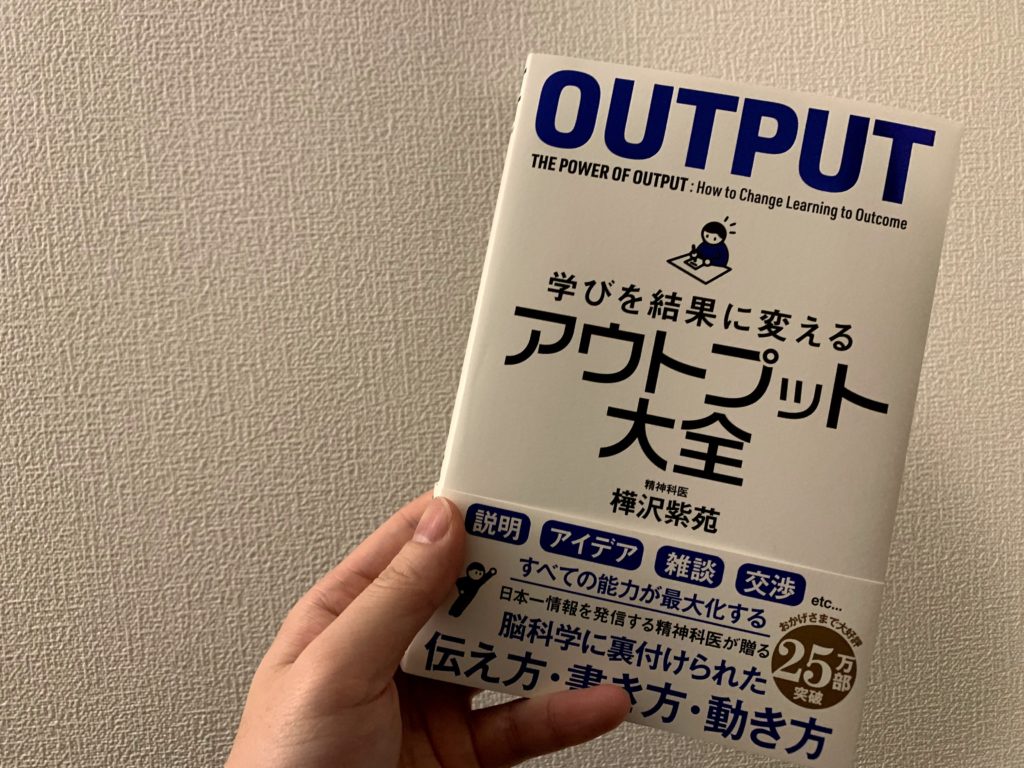 OUTPUT
THE POWER OF OUTPUT : How to Change Learning to Outcome
学びを結果に変える
アウトプット
大全
精神科医
樺沢紫苑
説明 アイデア 雑談 交渉 etc...
すべての能力が最大化する
日本一情報を発信する精神科医が贈る
脳科学に裏付けられた
伝え方・書き方・動き方
おかげさまで大好評
25万部
突破